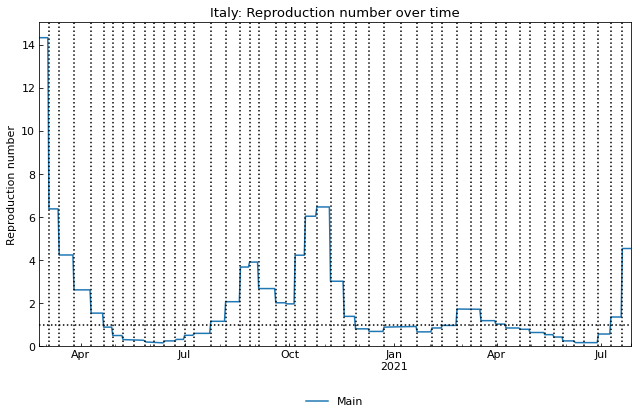 Italy: Reproduction number over time
Reproduction number
14
12
10
8
6
4
2
0
Apr
Jul
Oct
Jan
2021
Apr
Jul
Main